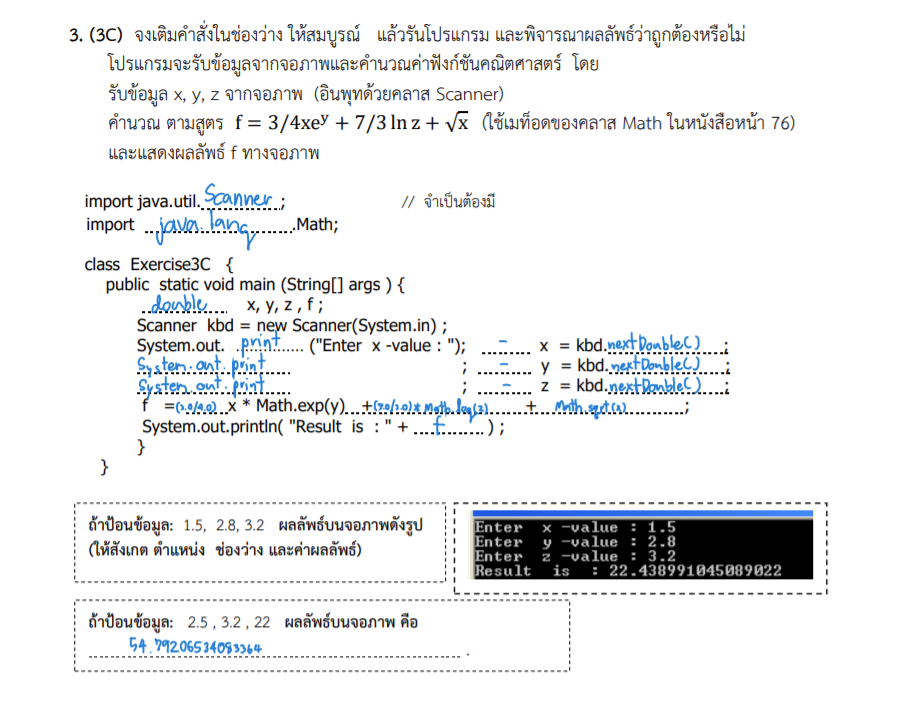 3. (3C) จงเติมคำสั่งในช่องว่าง ให้สมบูรณ์ แล้วรันโปรแกรม และพิจารณาผลลัพธ์ว่าถูกต้องหรือไม่
โปรแกรมจะรับข้อมูลจากจอภาพและคำนวณค่าฟังก์ชันคณิตศาสตร์ โดย
รับข้อมูล x, y, z จากจอภาพ (อินพุทด้วยคลาส Scanner)
คำนวณ ตามสูตร f = 3/4xeʸ + 7/3 ln z + √x (ใช้เมท็อดของคลาส Math ในหนังสือหน้า 76)
และแสดงผลลัพธ์ f ทางจอภาพ
import java.util. Scanner ; // จำเป็นต้องมี
import java.lang .Math;
class Exercise3C {
public static void main (String[] args ) {
double x, y, z , f ;
Scanner kbd = new Scanner(System.in) ;
System.out. print ("Enter x -value : "); - x = kbd.nextDouble() ;
System.out.print ; - y = kbd.nextDouble() ;
System.out.print ; - z = kbd.nextDouble() ;
f =(3.0/4.0) x * Math.exp(y) +(7.0/3.0)* Math.log(z) + Math.sqrt(x) ;
System.out.println( "Result is : " + f ) ;
}
}
ถ้าป้อนข้อมูล: 1.5, 2.8, 3.2 ผลลัพธ์บนจอภาพดังรูป
(ให้สังเกต ตำแหน่ง ช่องว่าง และค่าผลลัพธ์)
Enter x -value : 1.5
Enter y -value : 2.8
Enter z -value : 3.2
Result is : 22.438991045089022
ถ้าป้อนข้อมูล: 2.5 , 3.2 , 22 ผลลัพธ์บนจอภาพ คือ
54.79206534083364 .